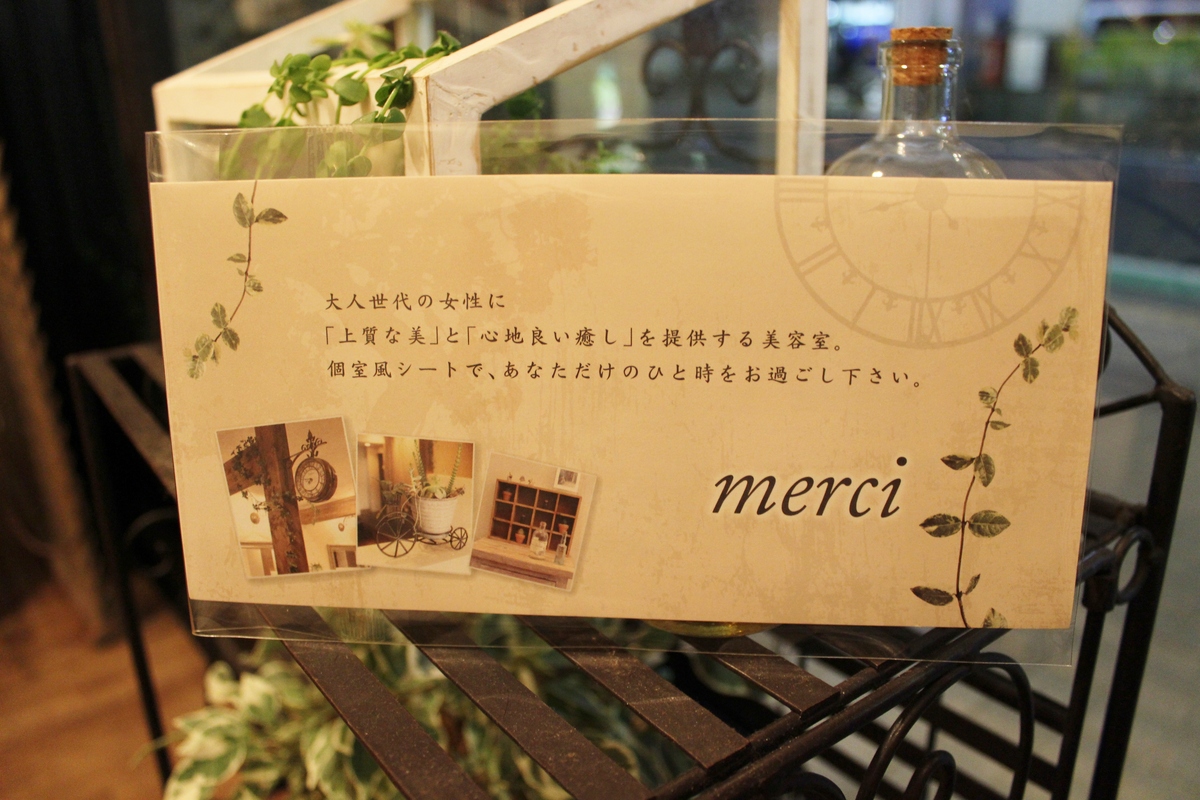 大人世代の女性に
「上質な美」と「心地良い癒し」を提供する美容室。
個室風シートで、あなただけのひと時をお過ごし下さい。
merci